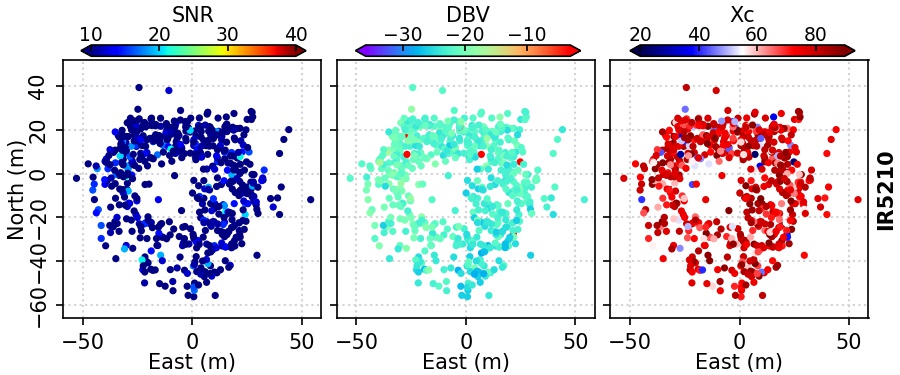 SNR DBV Xc
10 20 30 40 −30 −20 −10 20 40 60 80
North (m)
40
20
0
−20
−40
−60
−50 0 50 −50 0 50 −50 0 50
East (m) East (m) East (m)
IR5210